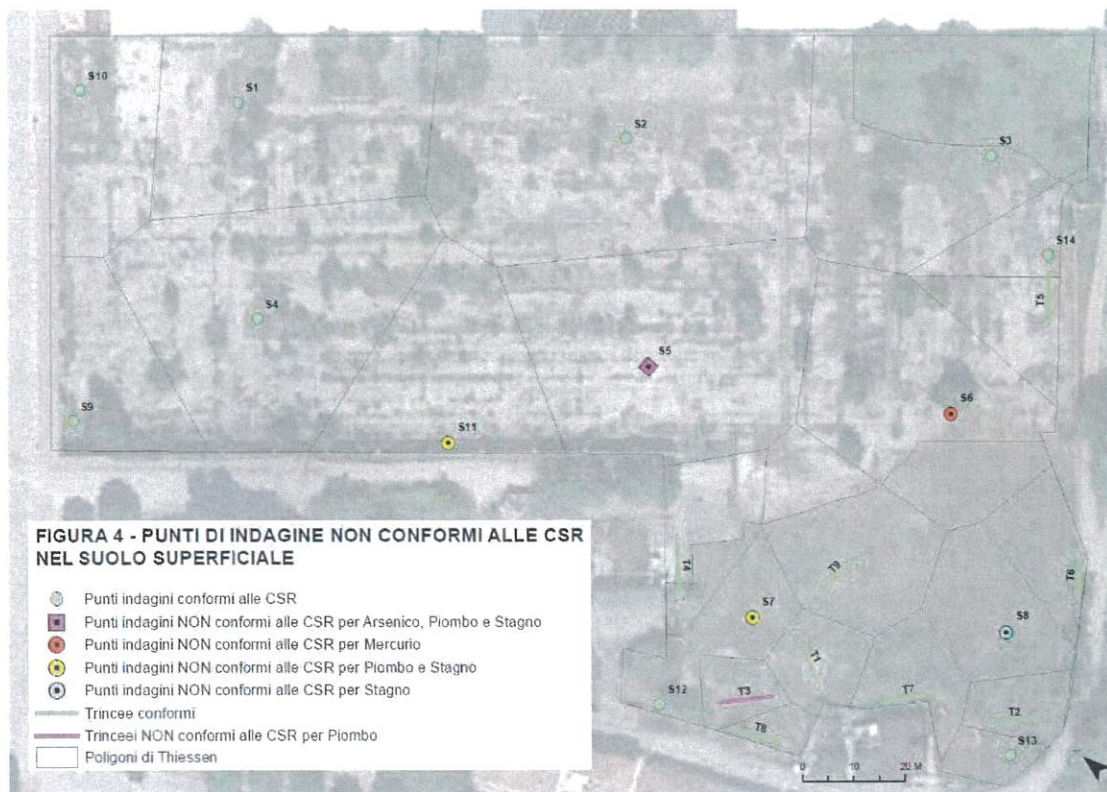 S10
S1
S2
S3
S14
T5
S4
S5
S6
S9
S11
FIGURA 4 - PUNTI DI INDAGINE NON CONFORMI ALLE CSR
NEL SUOLO SUPERFICIALE
Punti indagini conformi alle CSR
Punti indagini NON conformi alle CSR per Arsenico, Piombo e Stagno
Punti indagini NON conformi alle CSR per Mercurio
Punti indagini NON conformi alle CSR per Piombo e Stagno
Punti indagini NON conformi alle CSR per Stagno
Trincee conformi
Trinceei NON conformi alle CSR per Piombo
Poligoni di Thiessen
T4
T9
T6
S7
S8
T1
S12
T3
T7
T8
T2
S13
0 10 20 M